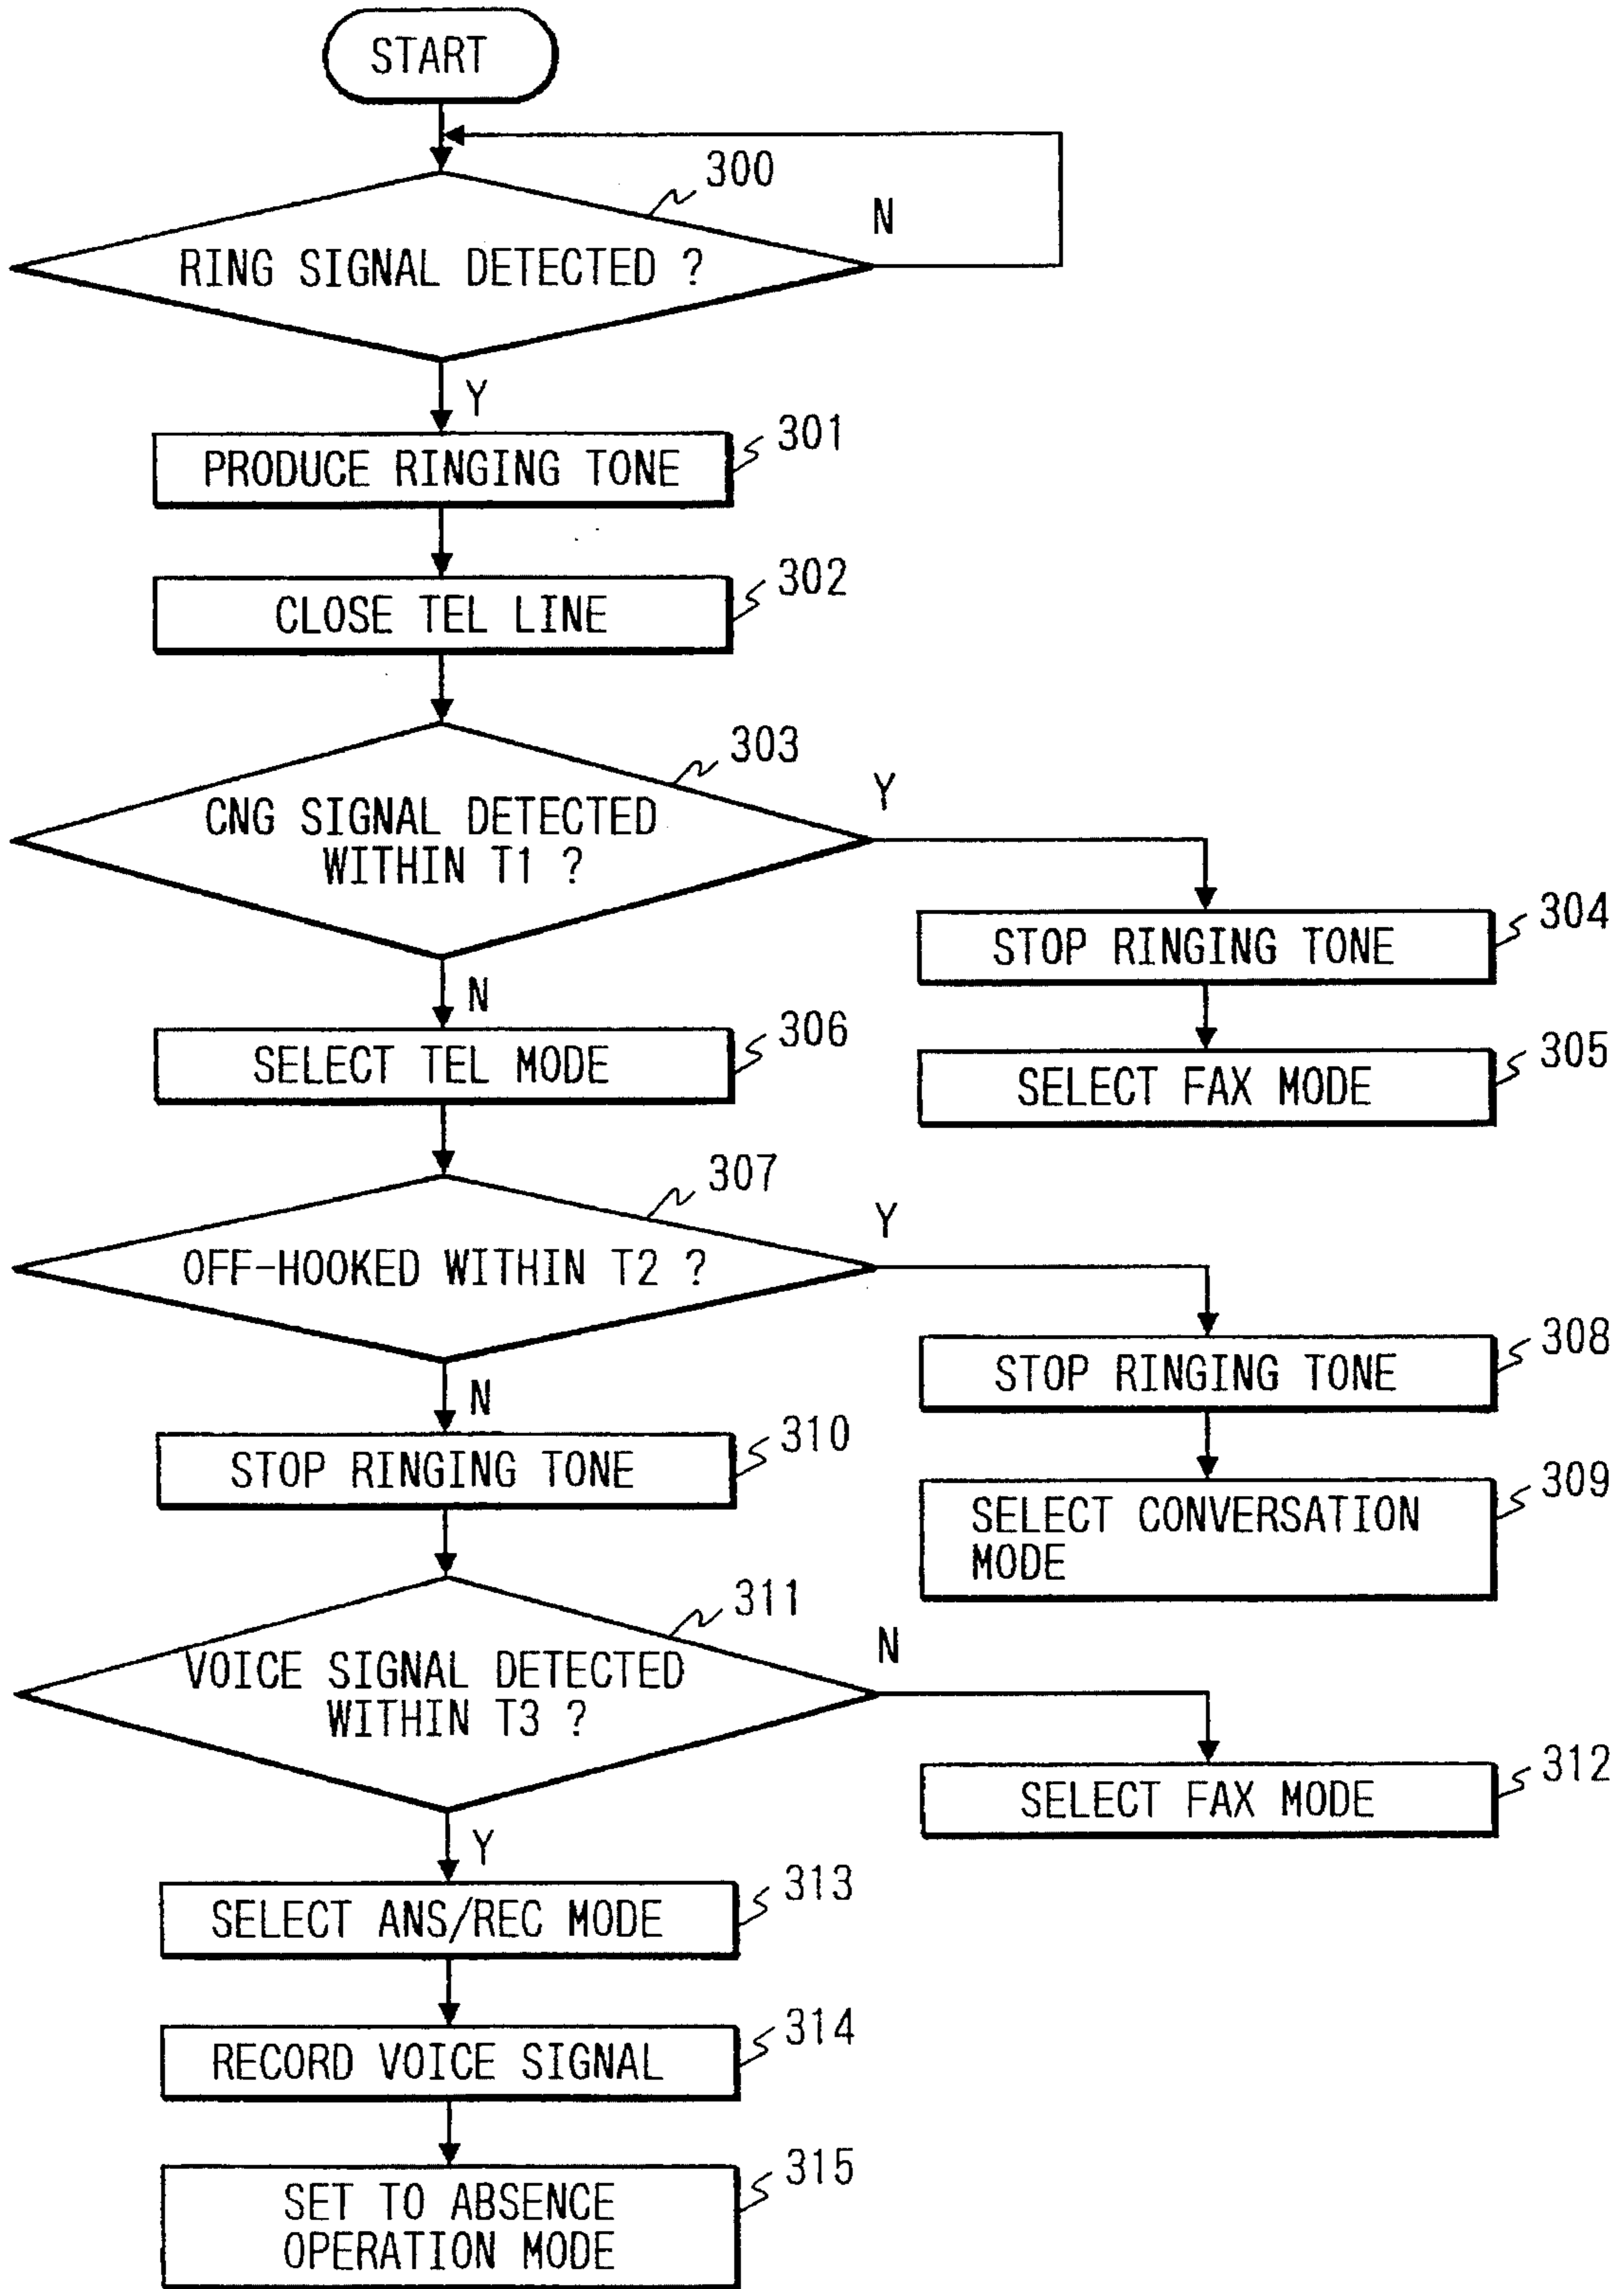 START
300
N
RING SIGNAL DETECTED ?
Y
301
PRODUCE RINGING TONE
302
CLOSE TEL LINE
303
Y
CNG SIGNAL DETECTED
WITHIN T1 ?
304
STOP RINGING TONE
N
306
SELECT TEL MODE
305
SELECT FAX MODE
307
Y
OFF-HOOKED WITHIN T2 ?
308
STOP RINGING TONE
N
310
STOP RINGING TONE
309
SELECT CONVERSATION
MODE
311
N
VOICE SIGNAL DETECTED
WITHIN T3 ?
312
SELECT FAX MODE
Y
313
SELECT ANS/REC MODE
314
RECORD VOICE SIGNAL
315
SET TO ABSENCE
OPERATION MODE